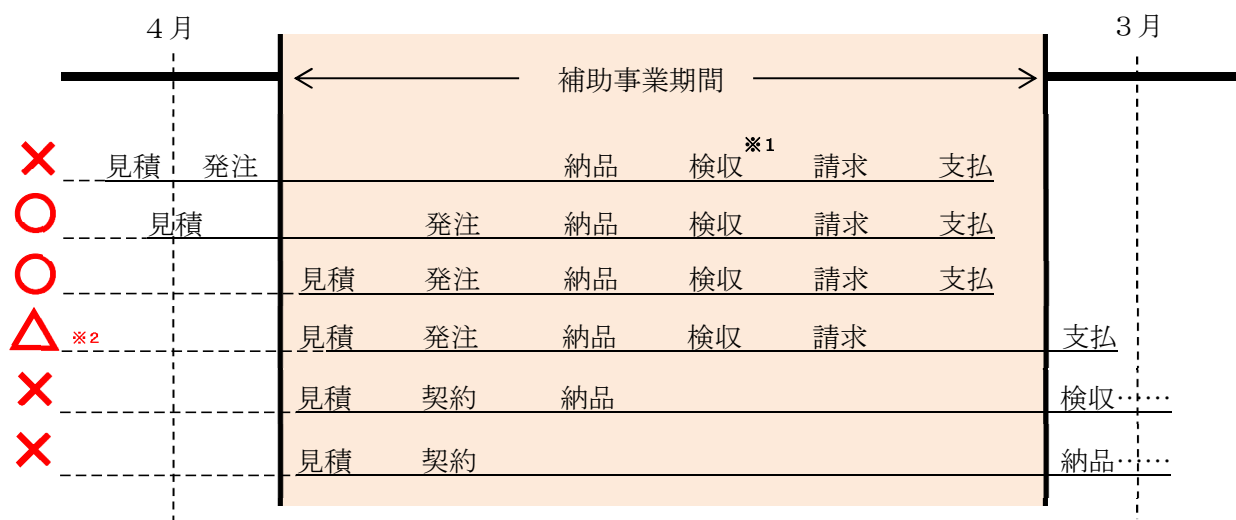 ４月
３月
補助事業期間
× 見積 発注 納品 検収※1 請求 支払
○ 見積 発注 納品 検収 請求 支払
○ 見積 発注 納品 検収 請求 支払
△ ※2 見積 発注 納品 検収 請求 支払
× 見積 契約 納品 検収……
× 見積 契約 納品……